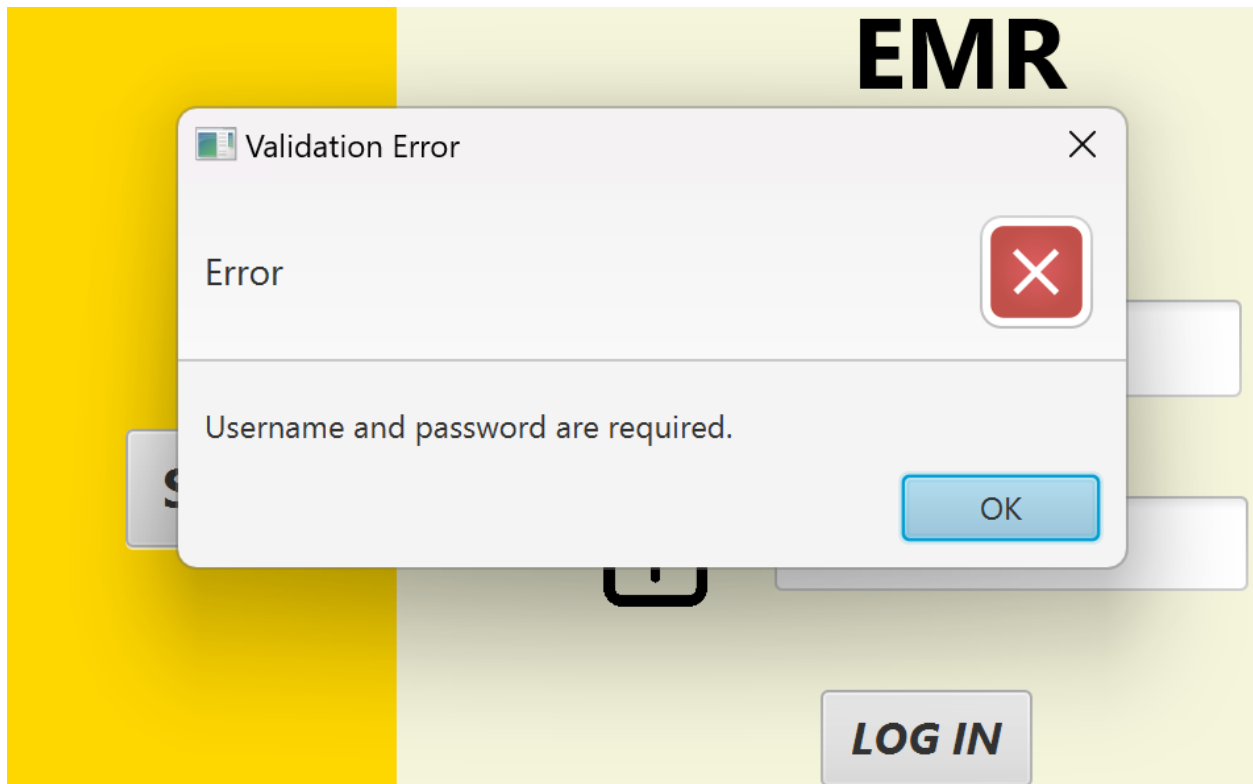 EMR
Validation Error
Error
Username and password are required.
OK
LOG IN